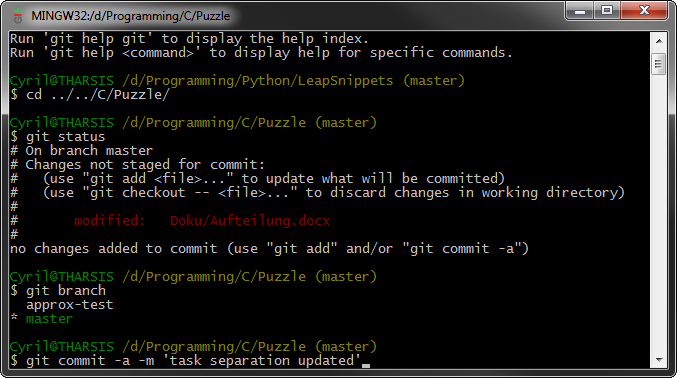 MINGW32:/d/Programming/C/Puzzle
Run 'git help git' to display the help index.
Run 'git help <command>' to display help for specific commands.
Cyril@THARSIS /d/Programming/Python/LeapSnippets (master)
$ cd ../../C/Puzzle/
Cyril@THARSIS /d/Programming/C/Puzzle (master)
$ git status
# On branch master
# Changes not staged for commit:
#   (use "git add <file>..." to update what will be committed)
#   (use "git checkout -- <file>..." to discard changes in working directory)
#
#       modified:   Doku/Aufteilung.docx
#
no changes added to commit (use "git add" and/or "git commit -a")
Cyril@THARSIS /d/Programming/C/Puzzle (master)
$ git branch
  approx-test
* master
Cyril@THARSIS /d/Programming/C/Puzzle (master)
$ git commit -a -m 'task separation updated'